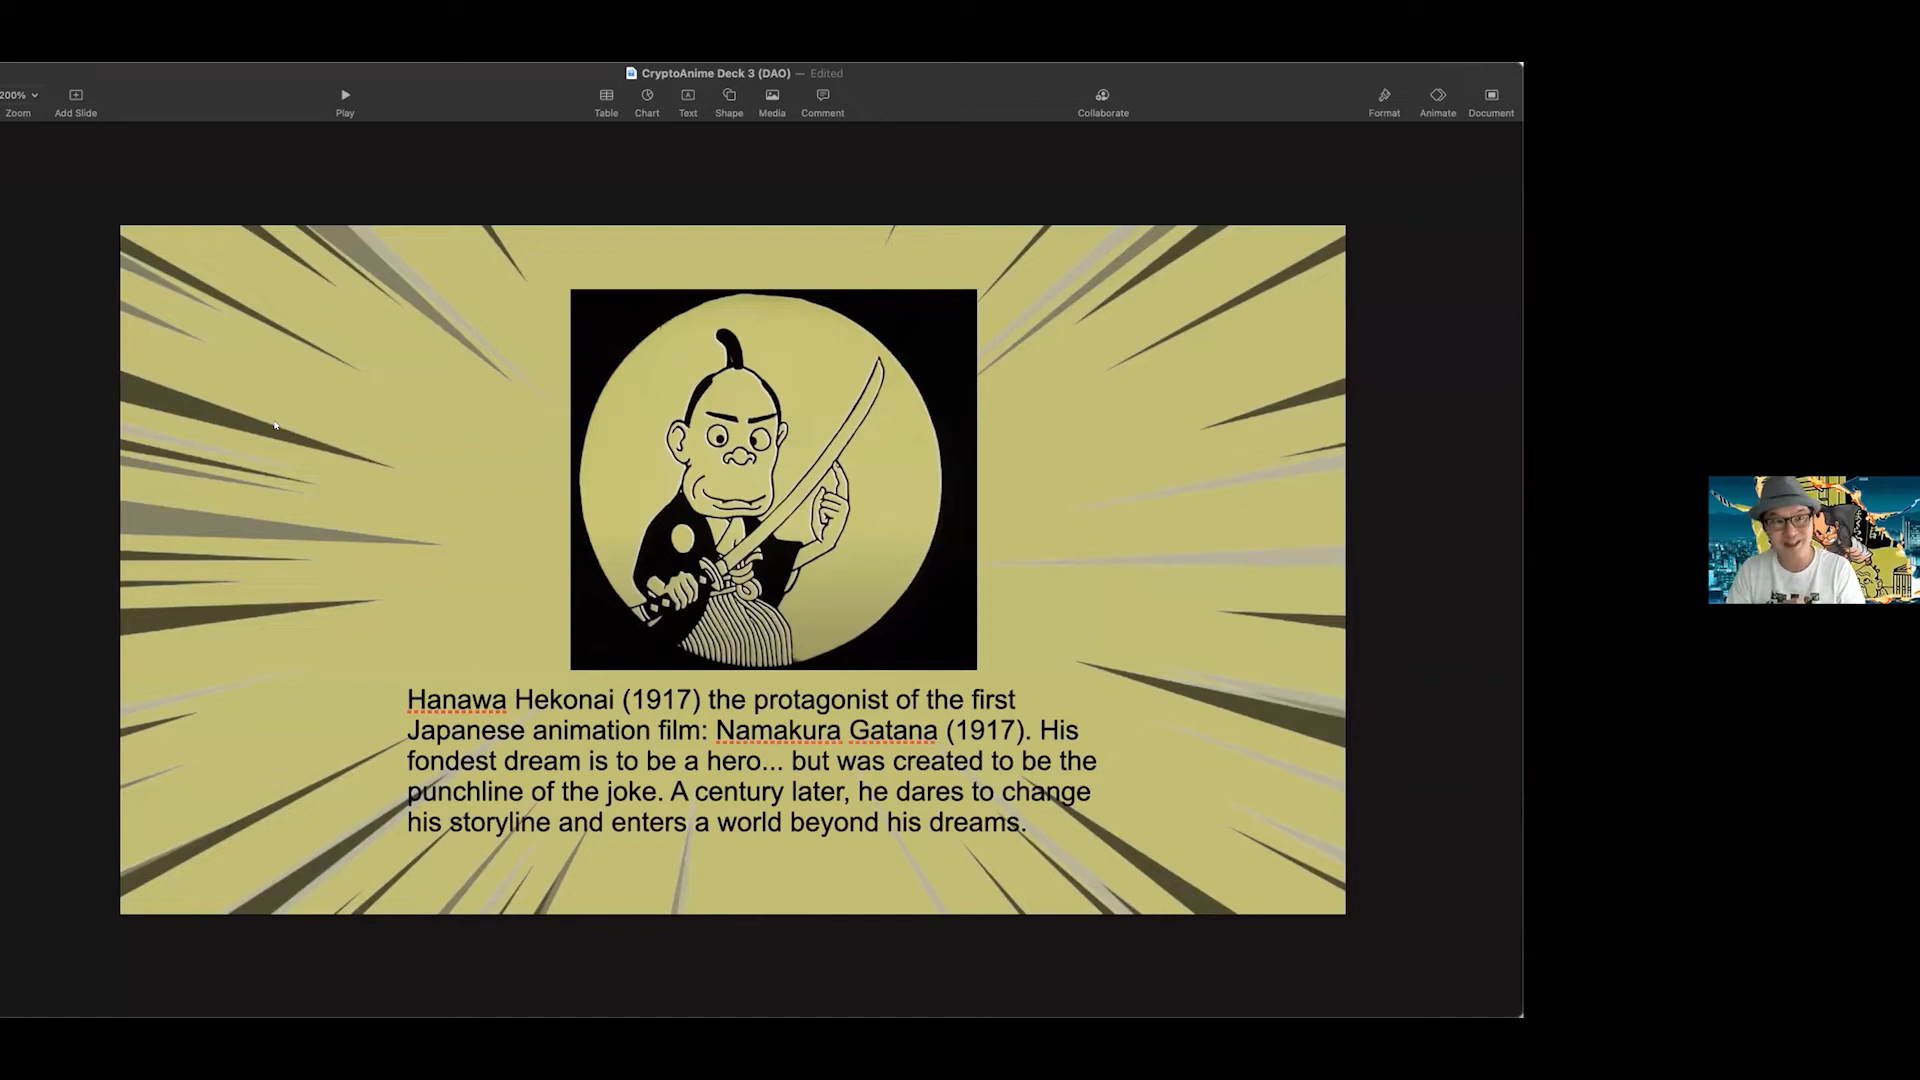 CryptoAnime Deck 3 (DAO) — Edited
200%
Zoom
Add Slide
Play
Table
Chart
Text
Shape
Media
Comment
Collaborate
Format
Animate
Document
Hanawa Hekonai (1917) the protagonist of the first
Japanese animation film: Namakura Gatana (1917). His
fondest dream is to be a hero... but was created to be the
punchline of the joke. A century later, he dares to change
his storyline and enters a world beyond his dreams.